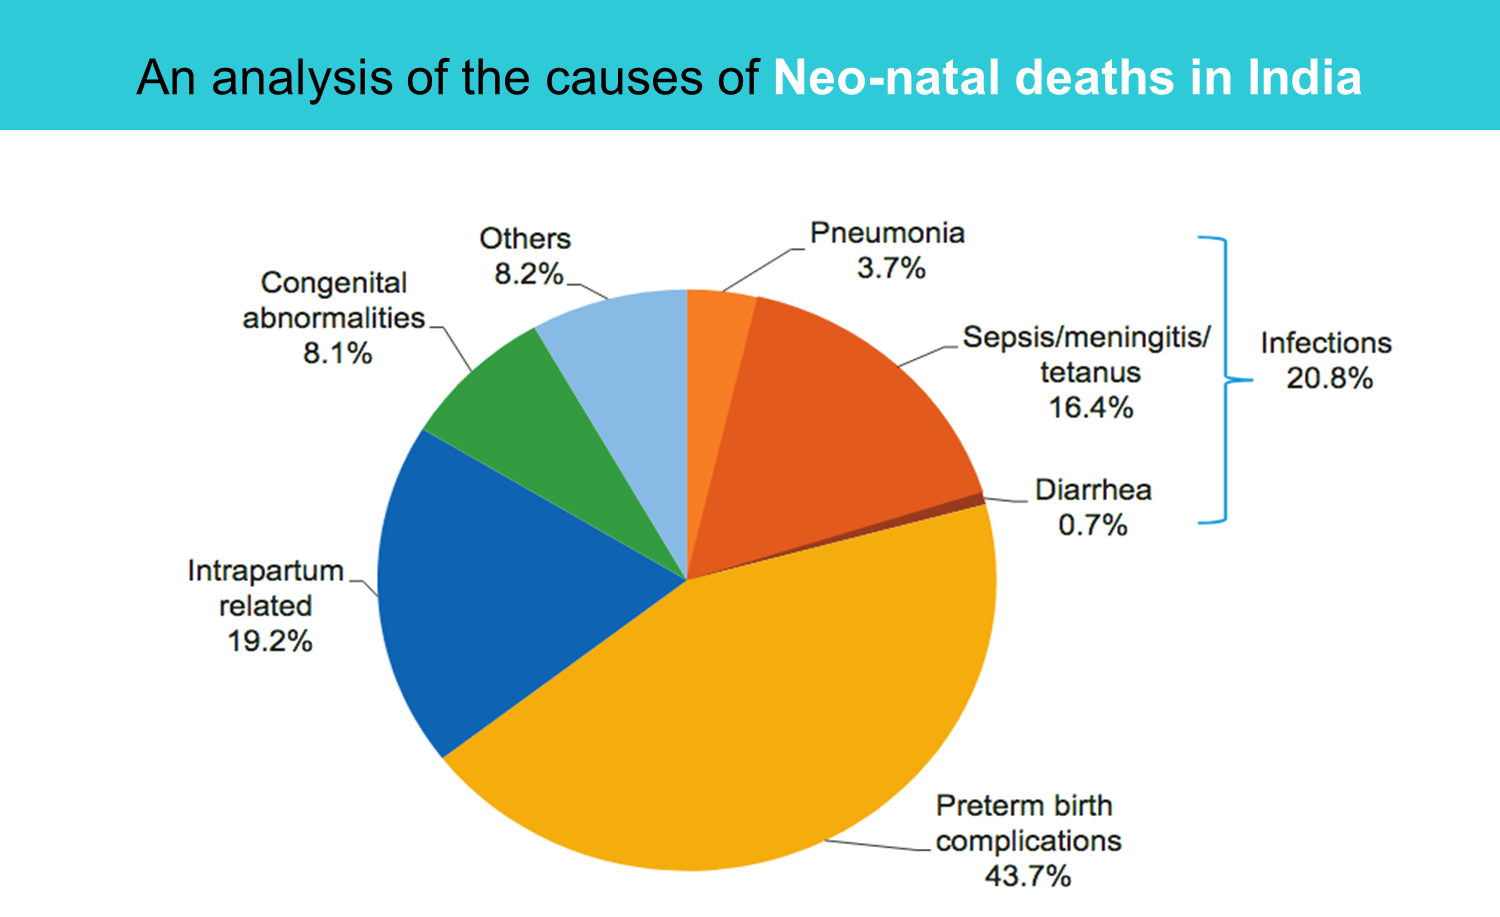 An analysis of the causes of Neo-natal deaths in India
Others
8.2%
Pneumonia
3.7%
Congenital
abnormalities
8.1%
Sepsis/meningitis/
tetanus
16.4%
Infections
20.8%
Diarrhea
0.7%
Intrapartum
related
19.2%
Preterm birth
complications
43.7%